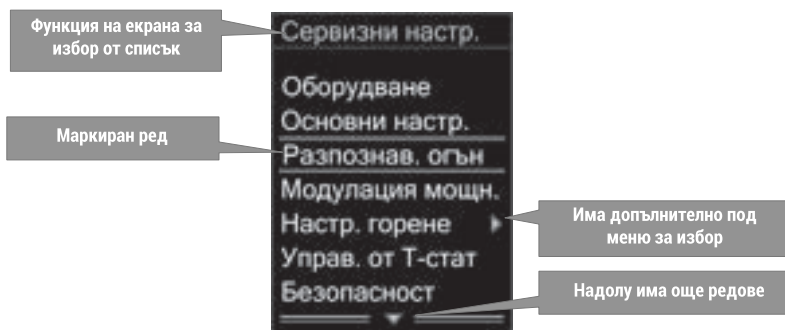 Функция на екрана за
избор от списък
Сервизни настр.
Оборудване
Основни настр.
Маркиран ред
Разпознав. огън
Модулация мощн.
Настр. горене
Има допълнително под
меню за избор
Управ. от Т-стат
Безопасност
Надолу има още редове